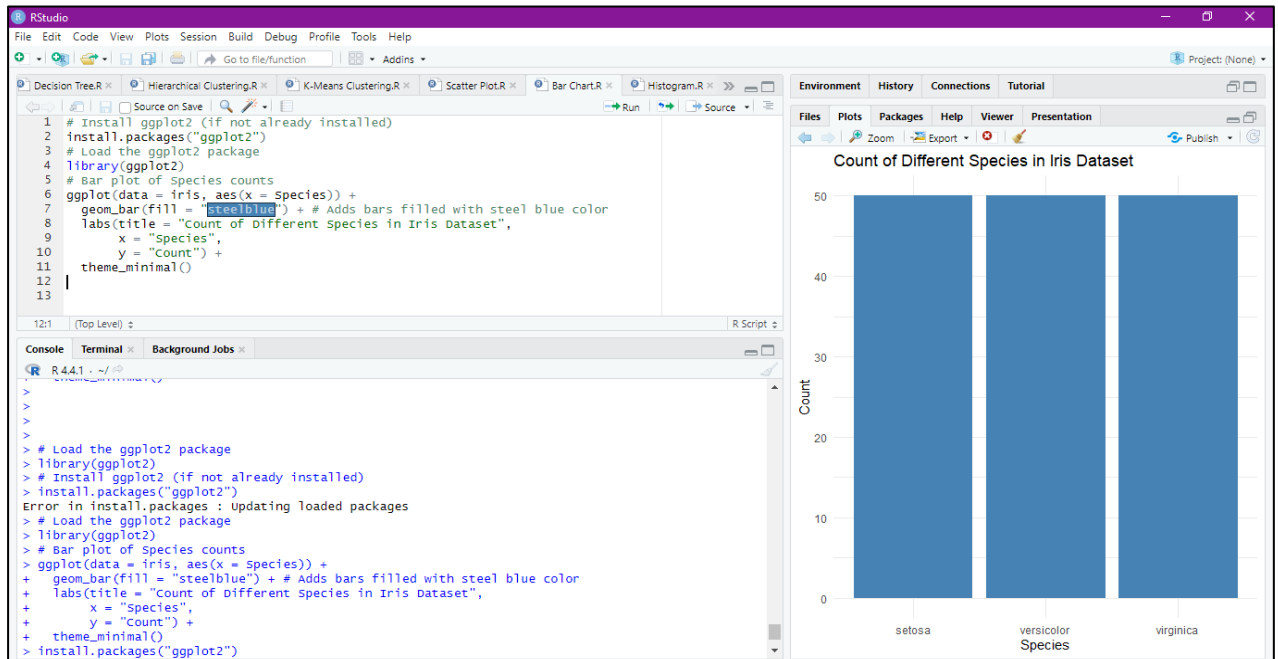 RStudio
File Edit Code View Plots Session Build Debug Profile Tools Help
Go to file/function
Addins
Project: (None)
Decision Tree.R
Hierarchical Clustering.R
K-Means Clustering.R
Scatter Plot.R
Bar Chart.R
Histogram.R
Source on Save
Run
Source
1 # Install ggplot2 (if not already installed)
2 install.packages("ggplot2")
3 # Load the ggplot2 package
4 library(ggplot2)
5 # Bar plot of Species counts
6 ggplot(data = iris, aes(x = Species)) +
7 geom_bar(fill = "steelblue") + # Adds bars filled with steel blue color
8 labs(title = "Count of Different Species in Iris Dataset",
9 x = "Species",
10 y = "Count") +
11 theme_minimal()
12
13
12:1 (Top Level) R Script
Console Terminal Background Jobs
R 4.4.1 · ~/
+ theme_minimal()
>
>
>
>
> # Load the ggplot2 package
> library(ggplot2)
> # Install ggplot2 (if not already installed)
> install.packages("ggplot2")
Error in install.packages : Updating loaded packages
> # Load the ggplot2 package
> library(ggplot2)
> # Bar plot of Species counts
> ggplot(data = iris, aes(x = Species)) +
+ geom_bar(fill = "steelblue") + # Adds bars filled with steel blue color
+ labs(title = "Count of Different Species in Iris Dataset",
+ x = "Species",
+ y = "Count") +
+ theme_minimal()
> install.packages("ggplot2")
Environment History Connections Tutorial
Files Plots Packages Help Viewer Presentation
Zoom Export Publish
Count of Different Species in Iris Dataset
50
40
30
20
10
0
Count
setosa versicolor virginica
Species